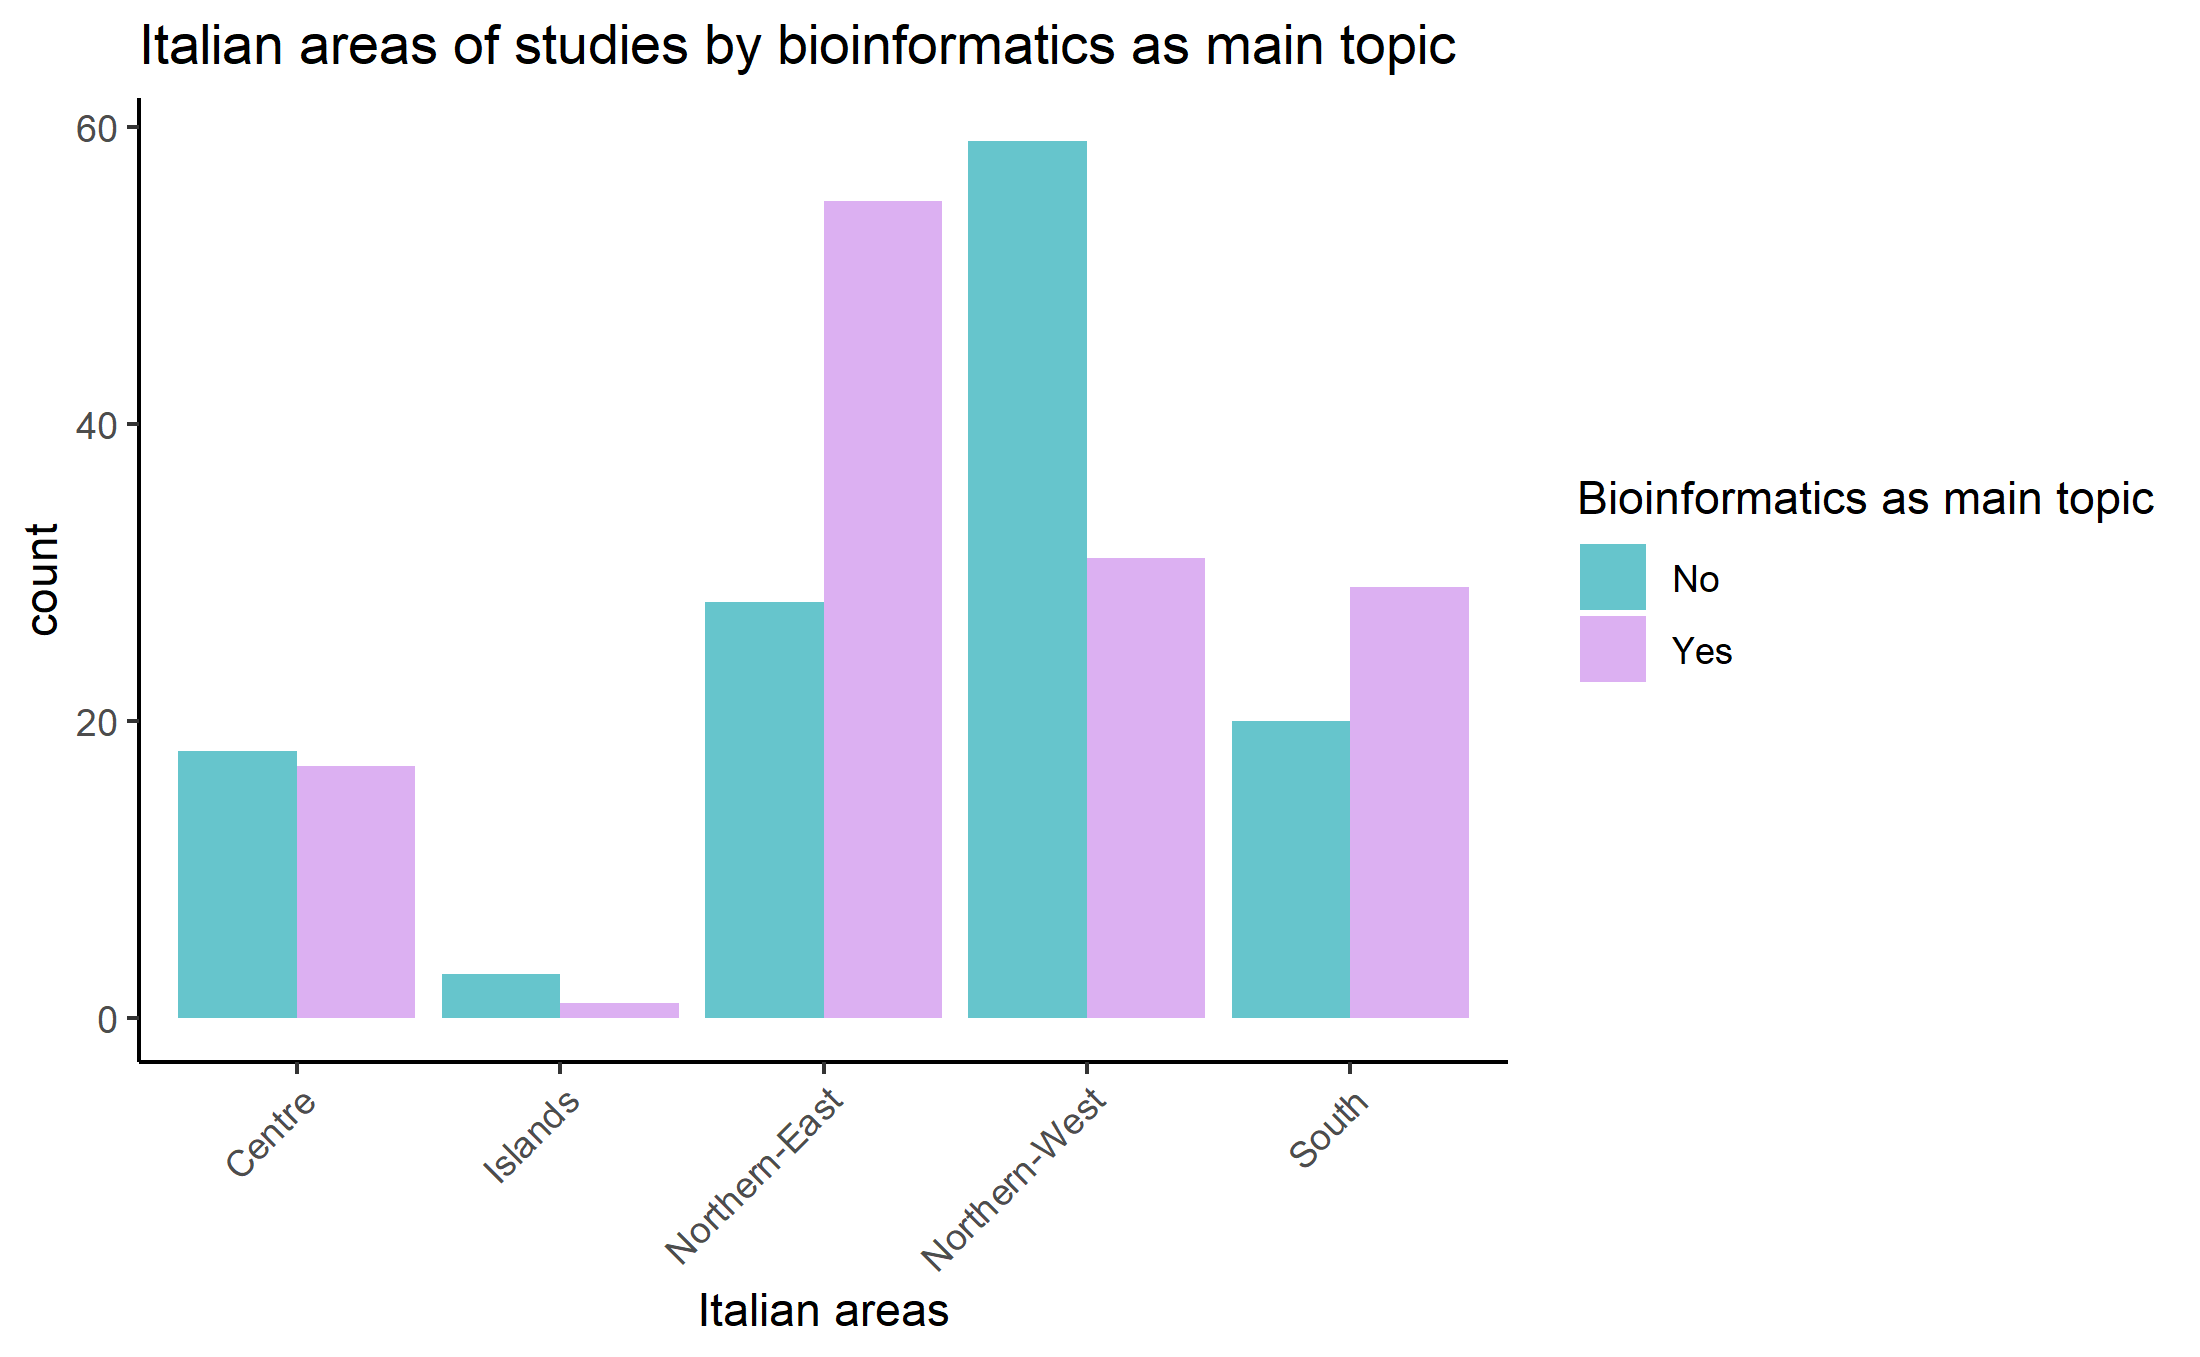 Italian areas of studies by bioinformatics as main topic
60
40
20
0
count
Centre
Islands
Northern-East
Northern-West
South
Italian areas
Bioinformatics as main topic
No
Yes